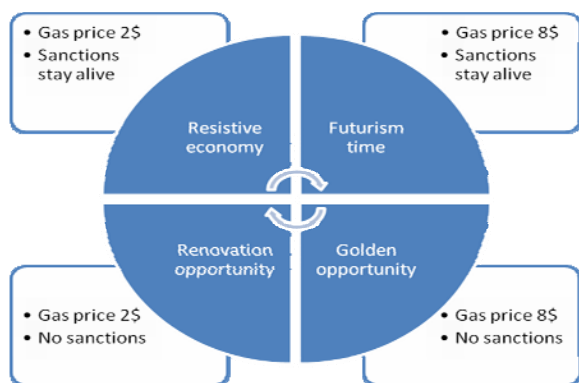 • Gas price 2$
• Sanctions
stay alive
• Gas price 8$
• Sanctions
stay alive
Resistive
economy
Futurism
time
Renovation
opportunity
Golden
opportunity
• Gas price 2$
• No sanctions
• Gas price 8$
• No sanctions